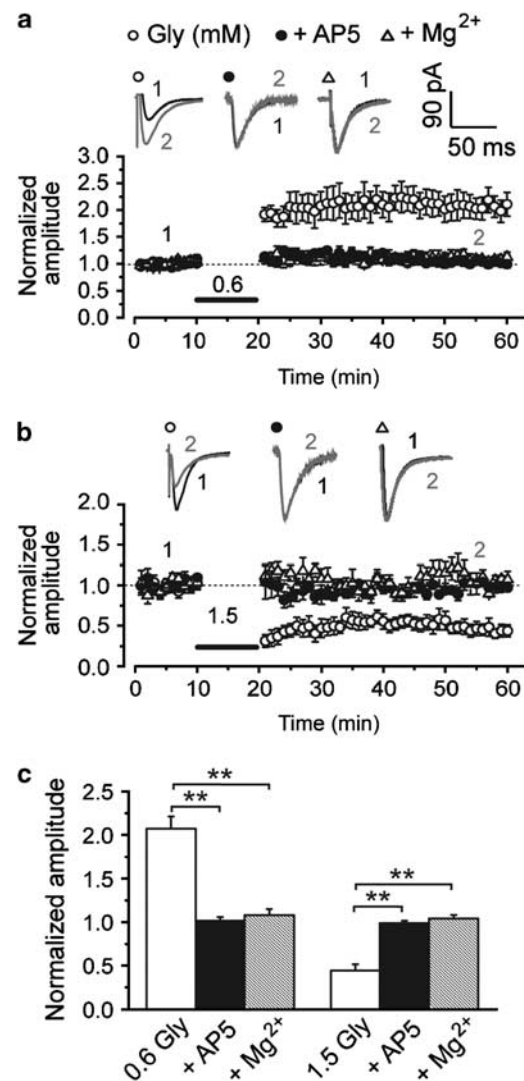 a
○ Gly (mM) ● + AP5 △ + Mg²⁺
○ ● △
1 2 2 1 1 2
90 pA
50 ms
Normalized amplitude
3.0
2.5
2.0
1.5
1.0
0.5
0.0
1
2
0.6
0 10 20 30 40 50 60
Time (min)
b
○ ● △
2 1 2 1 1 2
Normalized amplitude
2.0
1.5
1.0
0.5
0.0
1
2
1.5
0 10 20 30 40 50 60
Time (min)
c
Normalized amplitude
2.5
2.0
1.5
1.0
0.5
0.0
**
**
**
**
0.6 Gly
+ AP5
+ Mg²⁺
1.5 Gly
+ AP5
+ Mg²⁺